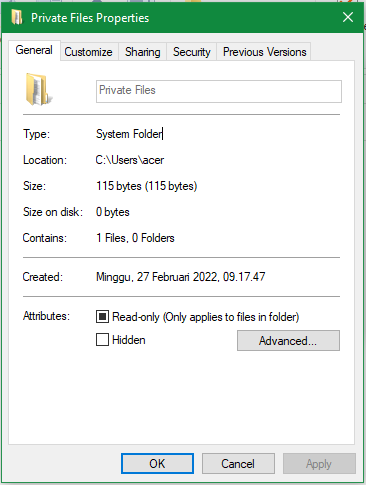 Private Files Properties
General Customize Sharing Security Previous Versions
Private Files
Type: System Folder
Location: C:\Users\acer
Size: 115 bytes (115 bytes)
Size on disk: 0 bytes
Contains: 1 Files, 0 Folders
Created: Minggu, 27 Februari 2022, 09.17.47
Attributes: Read-only (Only applies to files in folder)
Hidden Advanced...
OK Cancel Apply